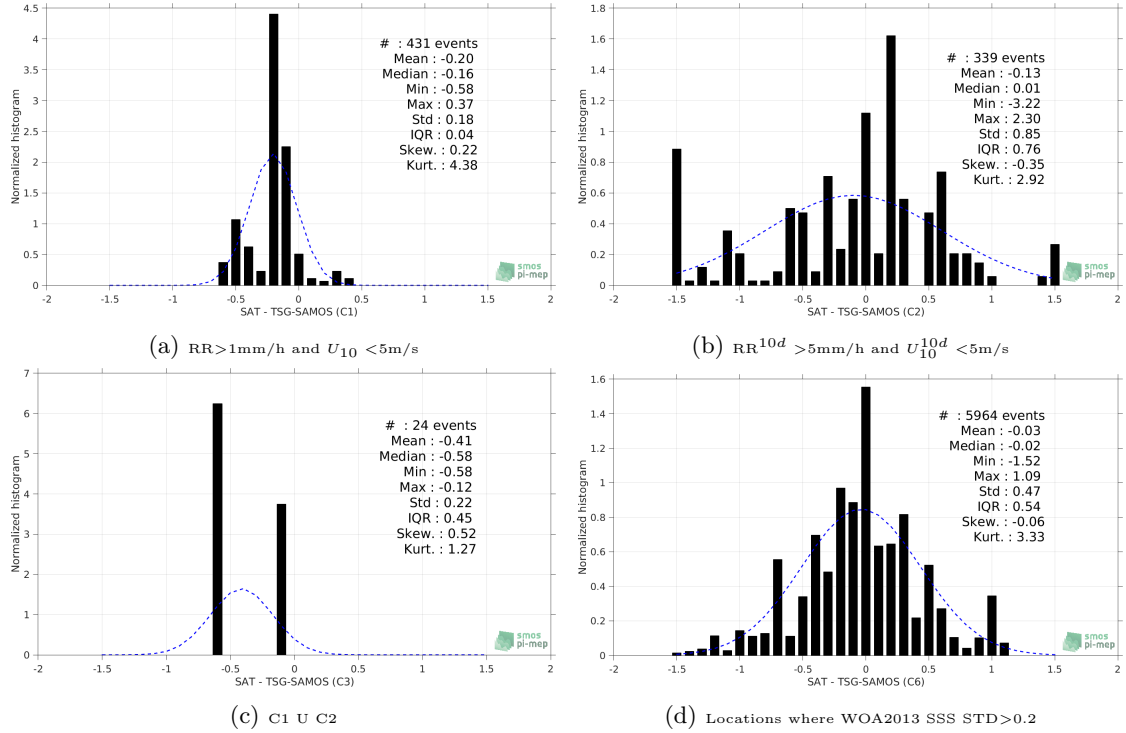 4.5
4
3.5
3
2.5
2
1.5
1
0.5
0
Normalized histogram
# : 431 events
Mean : -0.20
Median : -0.16
Min : -0.58
Max : 0.37
Std : 0.18
IQR : 0.04
Skew. : 0.22
Kurt. : 4.38
smos
pi-mep
-2 -1.5 -1 -0.5 0 0.5 1 1.5 2
SAT - TSG-SAMOS (C1)
(a) RR>1mm/h and U10 <5m/s
1.8
1.6
1.4
1.2
1
0.8
0.6
0.4
0.2
0
Normalized histogram
# : 339 events
Mean : -0.13
Median : 0.01
Min : -3.22
Max : 2.30
Std : 0.85
IQR : 0.76
Skew. : -0.35
Kurt. : 2.92
smos
pi-mep
-2 -1.5 -1 -0.5 0 0.5 1 1.5 2
SAT - TSG-SAMOS (C2)
(b) RR^10d >5mm/h and U10^10d <5m/s
7
6
5
4
3
2
1
0
Normalized histogram
# : 24 events
Mean : -0.41
Median : -0.58
Min : -0.58
Max : -0.12
Std : 0.22
IQR : 0.45
Skew. : 0.52
Kurt. : 1.27
smos
pi-mep
-2 -1.5 -1 -0.5 0 0.5 1 1.5 2
SAT - TSG-SAMOS (C3)
(c) C1 U C2
1.6
1.4
1.2
1
0.8
0.6
0.4
0.2
0
Normalized histogram
# : 5964 events
Mean : -0.03
Median : -0.02
Min : -1.52
Max : 1.09
Std : 0.47
IQR : 0.54
Skew. : -0.06
Kurt. : 3.33
smos
pi-mep
-2 -1.5 -1 -0.5 0 0.5 1 1.5 2
SAT - TSG-SAMOS (C6)
(d) Locations where WOA2013 SSS STD>0.2